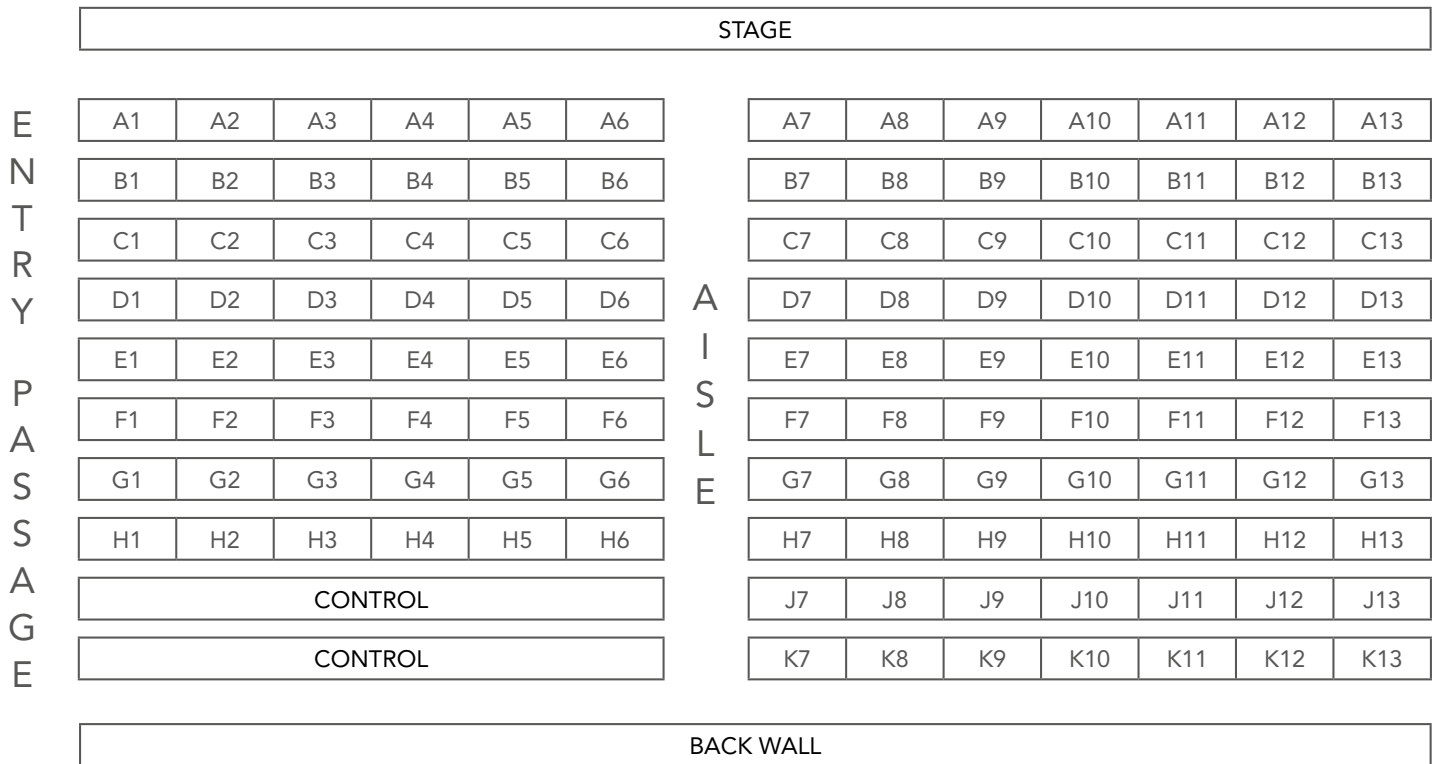 STAGE
ENTRY PASSAGE
A1 A2 A3 A4 A5 A6 A7 A8 A9 A10 A11 A12 A13
B1 B2 B3 B4 B5 B6 B7 B8 B9 B10 B11 B12 B13
C1 C2 C3 C4 C5 C6 C7 C8 C9 C10 C11 C12 C13
D1 D2 D3 D4 D5 D6 D7 D8 D9 D10 D11 D12 D13
AISLE
E1 E2 E3 E4 E5 E6 E7 E8 E9 E10 E11 E12 E13
F1 F2 F3 F4 F5 F6 F7 F8 F9 F10 F11 F12 F13
G1 G2 G3 G4 G5 G6 G7 G8 G9 G10 G11 G12 G13
H1 H2 H3 H4 H5 H6 H7 H8 H9 H10 H11 H12 H13
CONTROL J7 J8 J9 J10 J11 J12 J13
CONTROL K7 K8 K9 K10 K11 K12 K13
BACK WALL